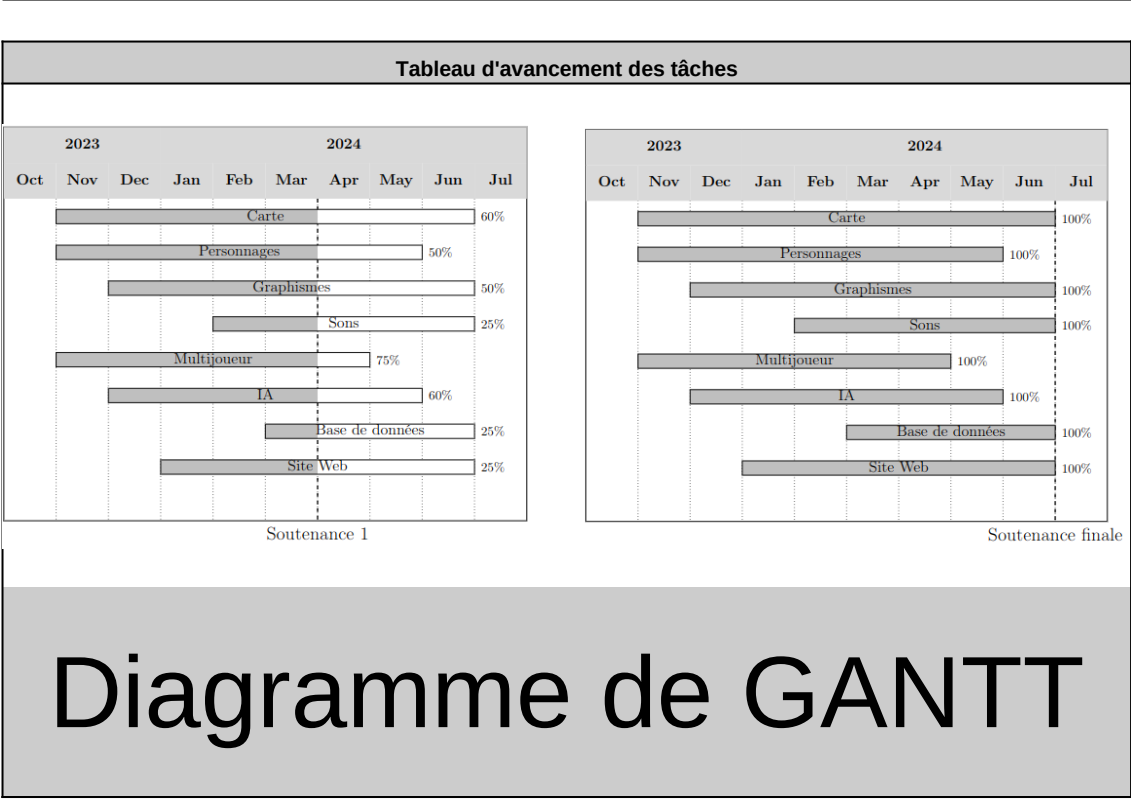 Tableau d'avancement des tâches
2023 2024
Oct Nov Dec Jan Feb Mar Apr May Jun Jul
Carte 60%
Personnages 50%
Graphismes 50%
Sons 25%
Multijoueur 75%
IA 60%
Base de données 25%
Site Web 25%
Soutenance 1
2023 2024
Oct Nov Dec Jan Feb Mar Apr May Jun Jul
Carte 100%
Personnages 100%
Graphismes 100%
Sons 100%
Multijoueur 100%
IA 100%
Base de données 100%
Site Web 100%
Soutenance finale
Diagramme de GANTT